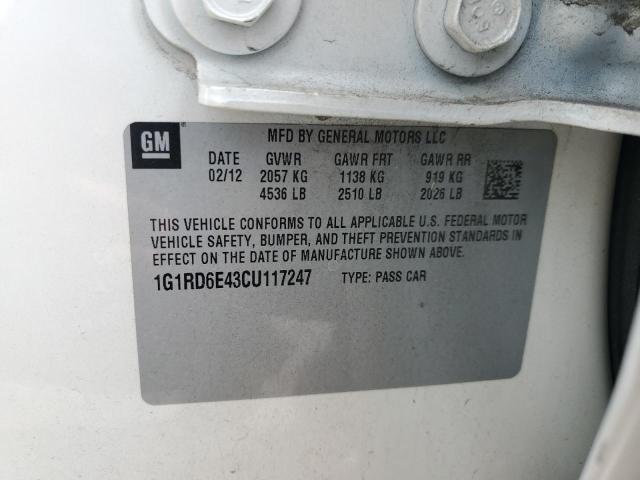 GM
MFD BY GENERAL MOTORS LLC
DATE GVWR GAWR FRT GAWR RR
02/12 2057 KG 1138 KG 919 KG
4536 LB 2510 LB 2026 LB
THIS VEHICLE CONFORMS TO ALL APPLICABLE U.S. FEDERAL MOTOR
VEHICLE SAFETY, BUMPER, AND THEFT PREVENTION STANDARDS IN
EFFECT ON THE DATE OF MANUFACTURE SHOWN ABOVE.
1G1RD6E43CU117247 TYPE: PASS CAR